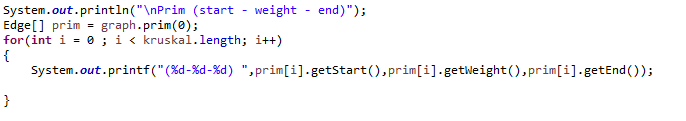 System.out.println("\nPrim (start - weight - end)");
Edge[] prim = graph.prim(0);
for(int i = 0 ; i < kruskal.length; i++)
{
    System.out.printf("(%d-%d-%d) ",prim[i].getStart(),prim[i].getWeight(),prim[i].getEnd());
}